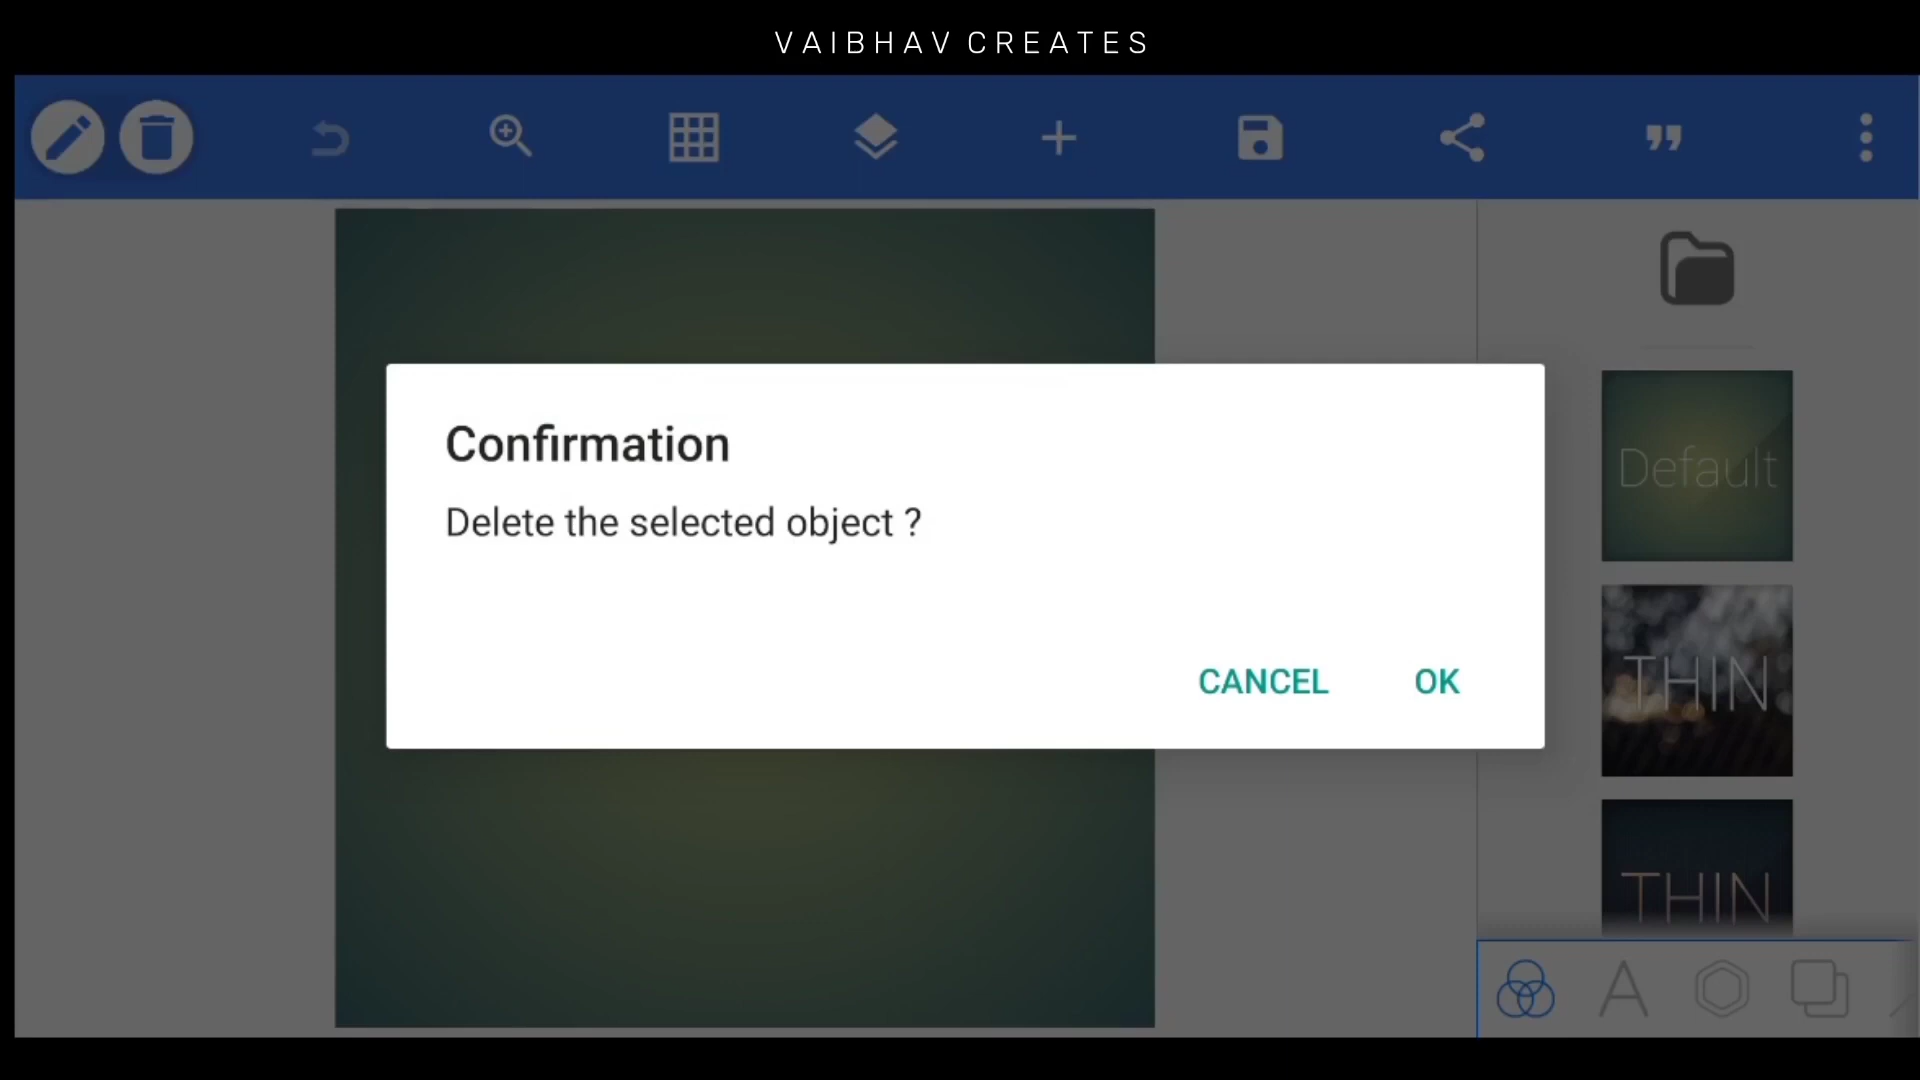 VAIBHAV CREATES
Confirmation
Delete the selected object ?
CANCEL OK
Default
THIN
THIN